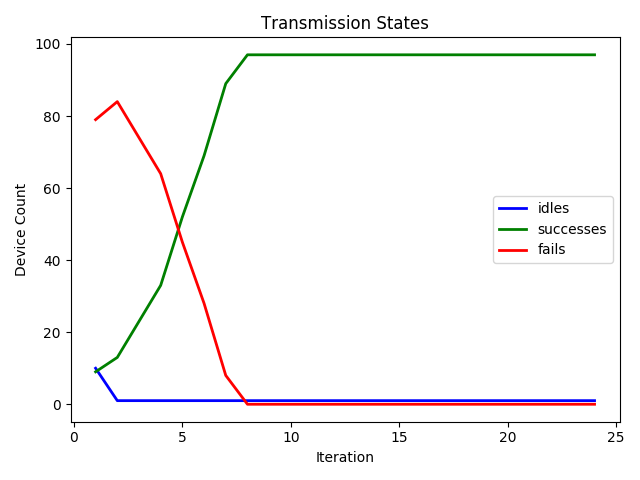 Transmission States
100
80
60
40
20
0
Device Count
0 5 10 15 20 25
Iteration
idles
successes
fails